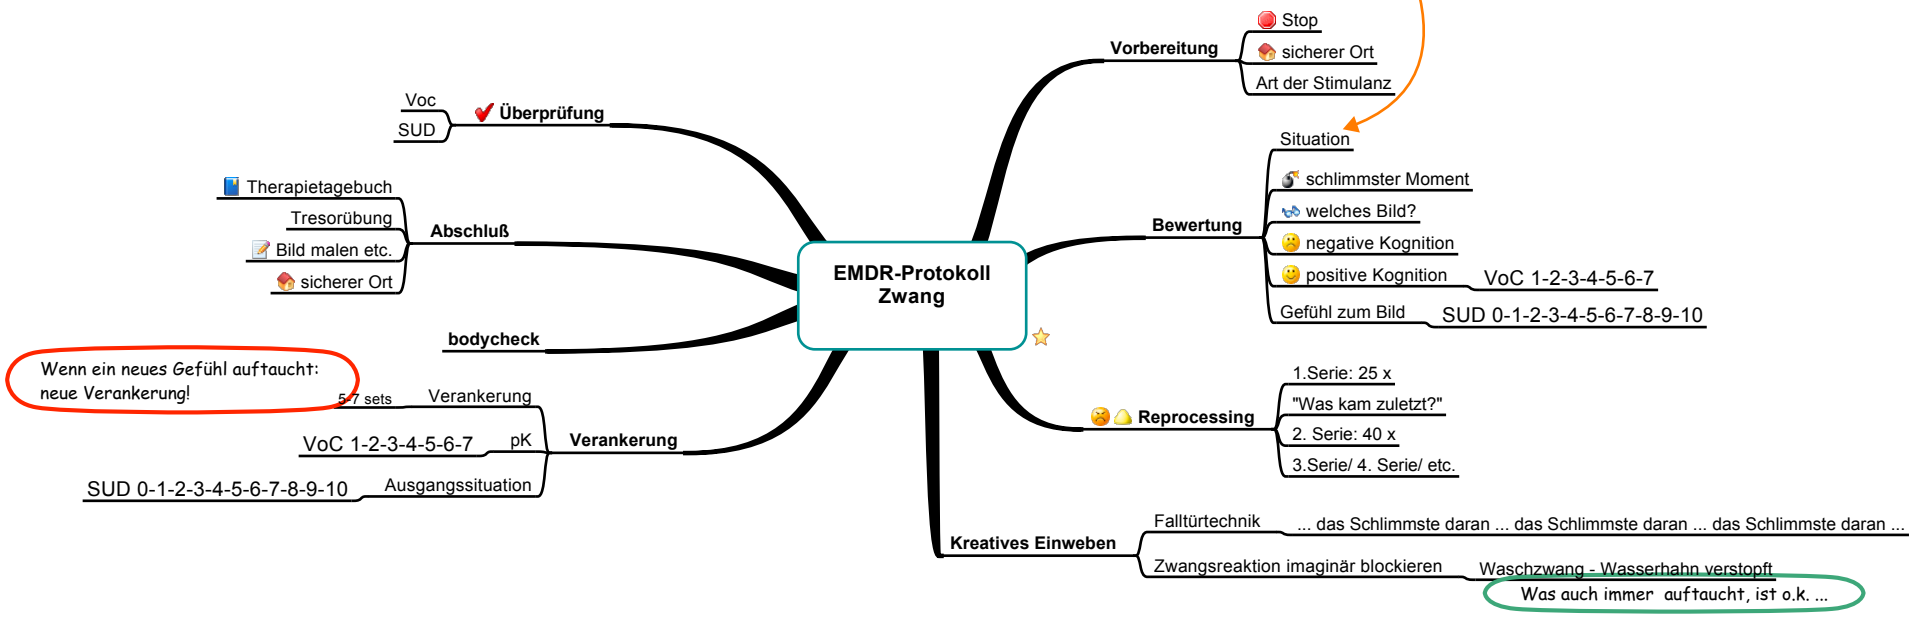 EMDR-Protokoll
Zwang
Vorbereitung
Stop
sicherer Ort
Art der Stimulanz
Bewertung
Situation
schlimmster Moment
welches Bild?
negative Kognition
positive Kognition
VoC 1-2-3-4-5-6-7
Gefühl zum Bild
SUD 0-1-2-3-4-5-6-7-8-9-10
Reprocessing
1.Serie: 25 x
"Was kam zuletzt?"
2. Serie: 40 x
3.Serie/ 4. Serie/ etc.
Kreatives Einweben
Falltürtechnik
... das Schlimmste daran ... das Schlimmste daran ... das Schlimmste daran ...
Zwangsreaktion imaginär blockieren
Waschzwang - Wasserhahn verstopft
Was auch immer auftaucht, ist o.k. ...
Verankerung
Verankerung
5-7 sets
Wenn ein neues Gefühl auftaucht:
neue Verankerung!
pK
VoC 1-2-3-4-5-6-7
Ausgangssituation
SUD 0-1-2-3-4-5-6-7-8-9-10
bodycheck
Abschluß
Therapietagebuch
Tresorübung
Bild malen etc.
sicherer Ort
Überprüfung
Voc
SUD